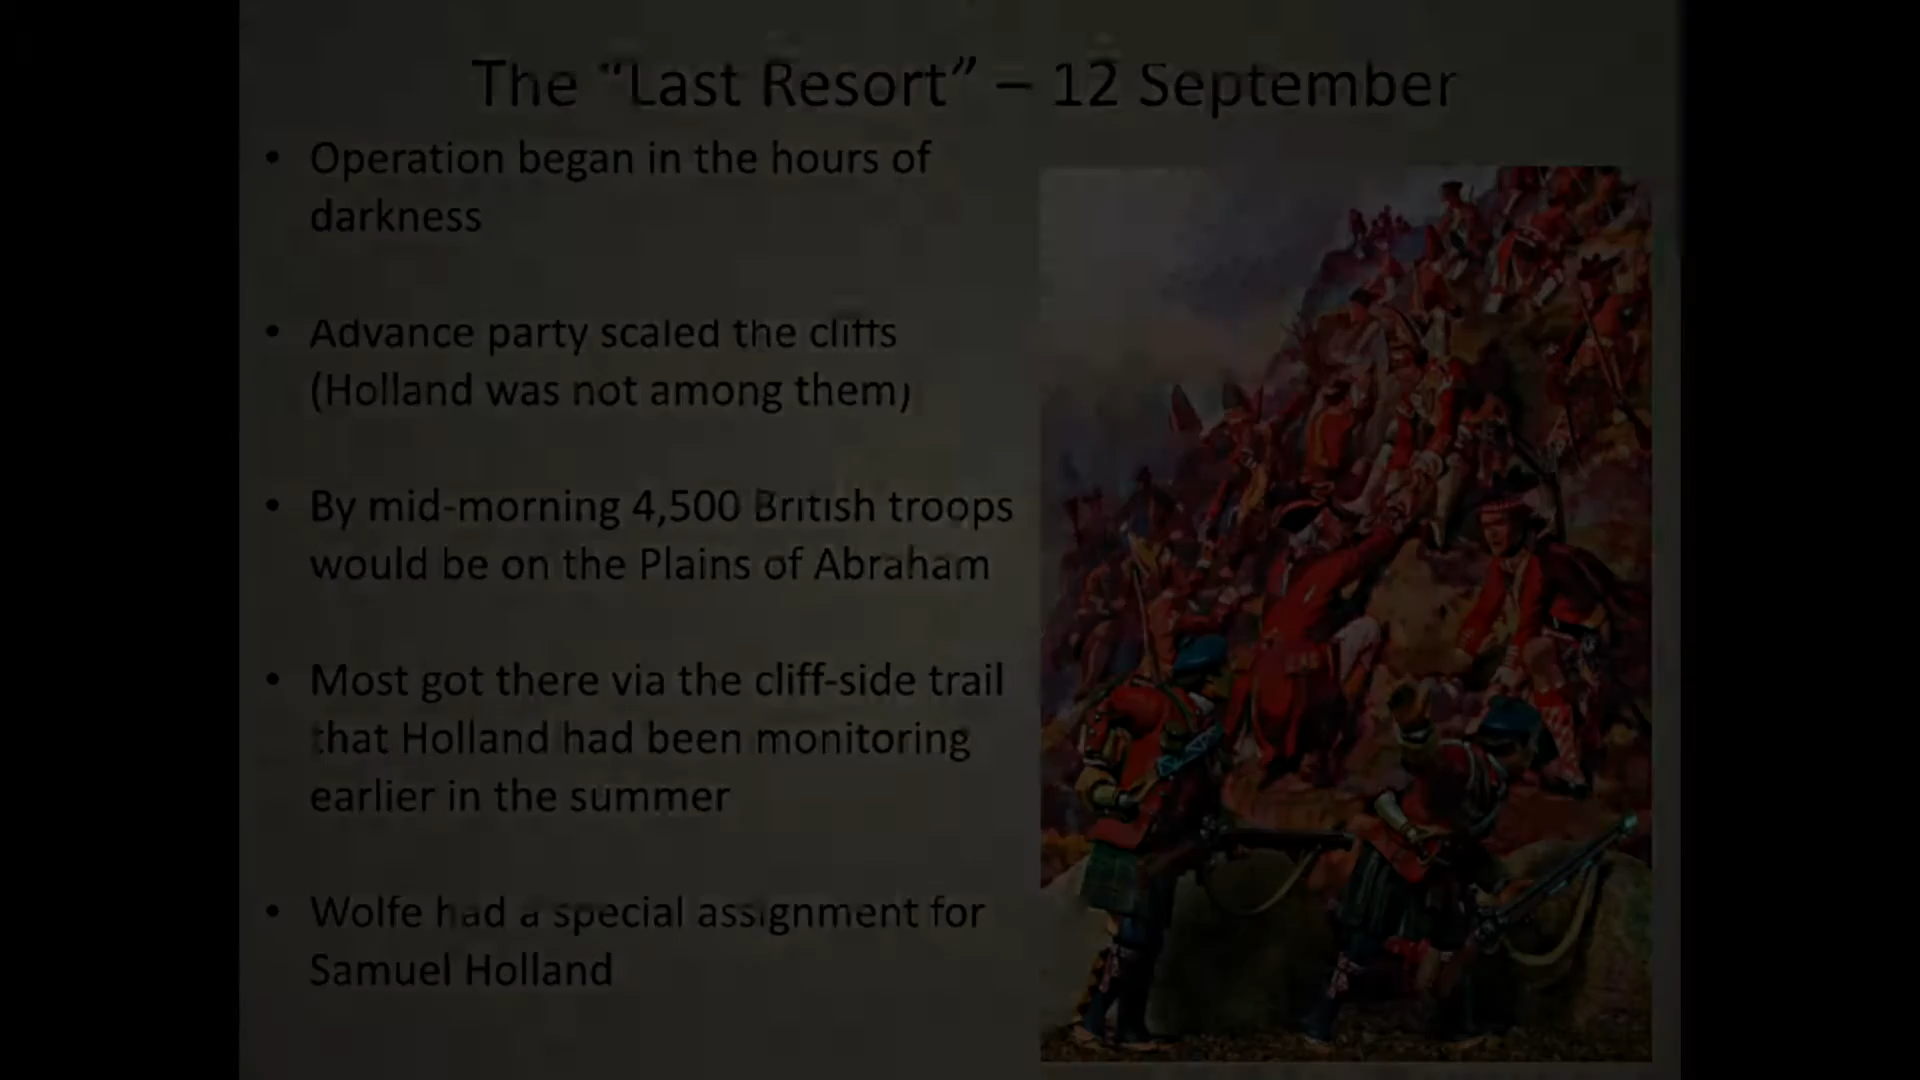 The “Last Resort” – 12 September
• Operation began in the hours of
darkness
• Advance party scaled the cliffs
(Holland was not among them)
• By mid-morning 4,500 British troops
would be on the Plains of Abraham
• Most got there via the cliff-side trail
that Holland had been monitoring
earlier in the summer
• Wolfe had a special assignment for
Samuel Holland